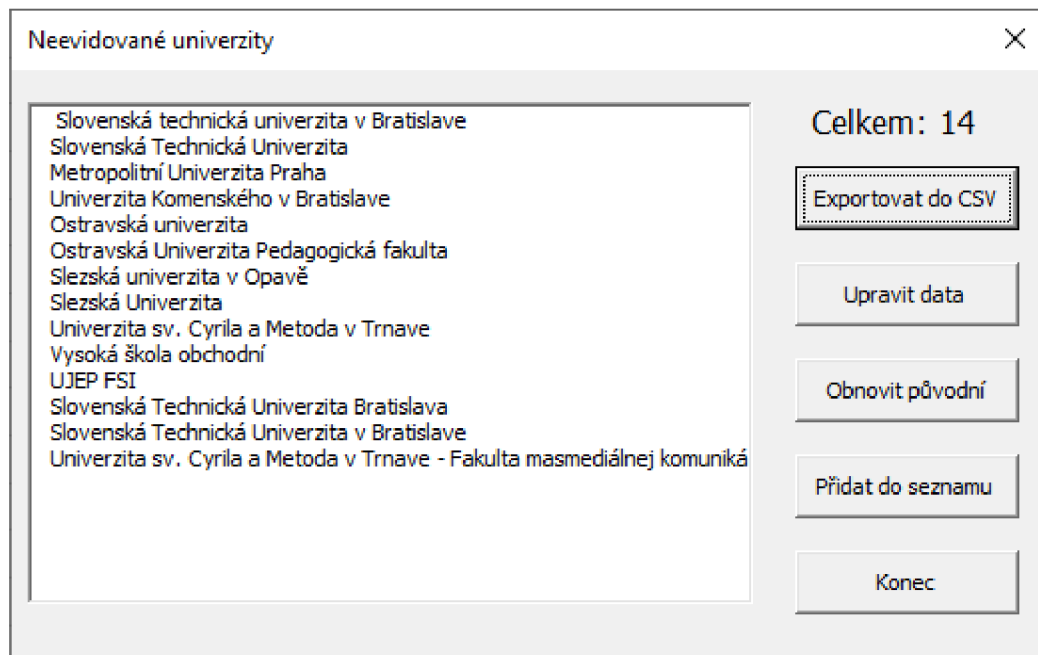 Neevidované univerzity
Slovenská technická univerzita v Bratislave
Slovenská Technická Univerzita
Metropolitní Univerzita Praha
Univerzita Komenského v Bratislave
Ostravská univerzita
Ostravská Univerzita Pedagogická fakulta
Slezská univerzita v Opavě
Slezská Univerzita
Univerzita sv. Cyrila a Metoda v Trnave
Vysoká škola obchodní
UJEP FSI
Slovenská Technická Univerzita Bratislava
Slovenská Technická Univerzita v Bratislave
Univerzita sv. Cyrila a Metoda v Trnave - Fakulta masmediálnej komuniká
Celkem: 14
Exportovat do CSV
Upravit data
Obnovit původní
Přidat do seznamu
Konec